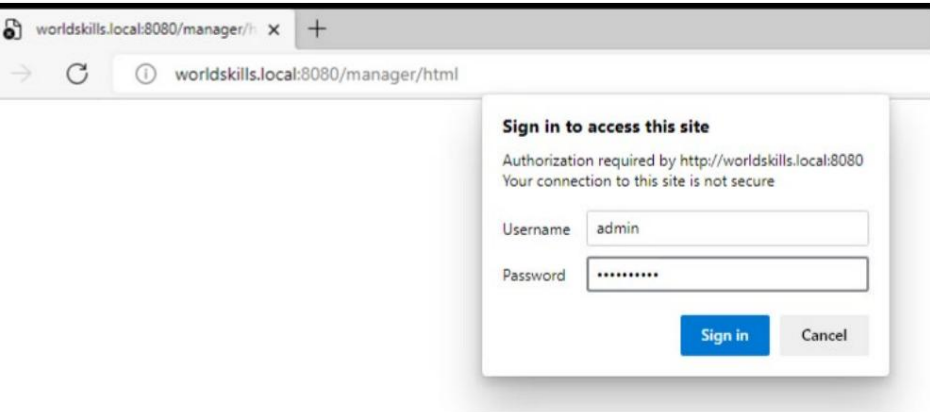 worldskills.local:8080/manager/h
worldskills.local:8080/manager/html
Sign in to access this site
Authorization required by http://worldskills.local:8080
Your connection to this site is not secure
Username admin
Password ••••••••••
Sign in Cancel